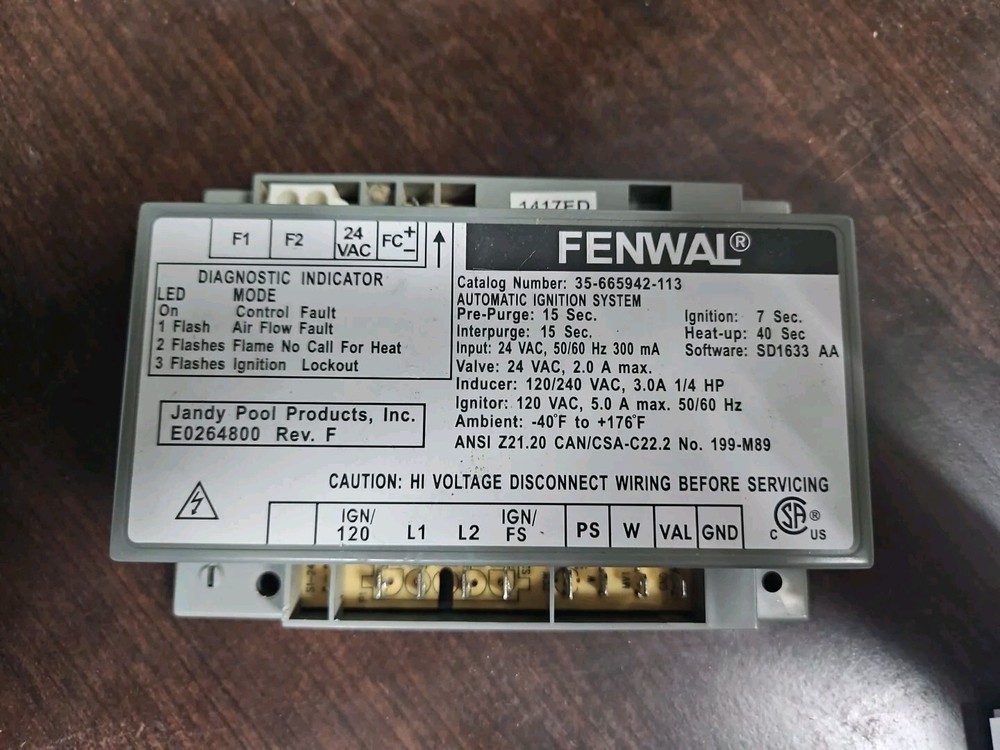 1417ED
F1 F2 24 VAC FC + -
FENWAL®
DIAGNOSTIC INDICATOR
LED MODE
On Control Fault
1 Flash Air Flow Fault
2 Flashes Flame No Call For Heat
3 Flashes Ignition Lockout
Jandy Pool Products, Inc.
E0264800 Rev. F
Catalog Number: 35-665942-113
AUTOMATIC IGNITION SYSTEM
Pre-Purge: 15 Sec. Ignition: 7 Sec.
Interpurge: 15 Sec. Heat-up: 40 Sec
Input: 24 VAC, 50/60 Hz 300 mA Software: SD1633 AA
Valve: 24 VAC, 2.0 A max.
Inducer: 120/240 VAC, 3.0A 1/4 HP
Ignitor: 120 VAC, 5.0 A max. 50/60 Hz
Ambient: -40°F to +176°F
ANSI Z21.20 CAN/CSA-C22.2 No. 199-M89
CAUTION: HI VOLTAGE DISCONNECT WIRING BEFORE SERVICING
IGN/120 L1 L2 IGN/FS PS W VAL GND
C SA ® US